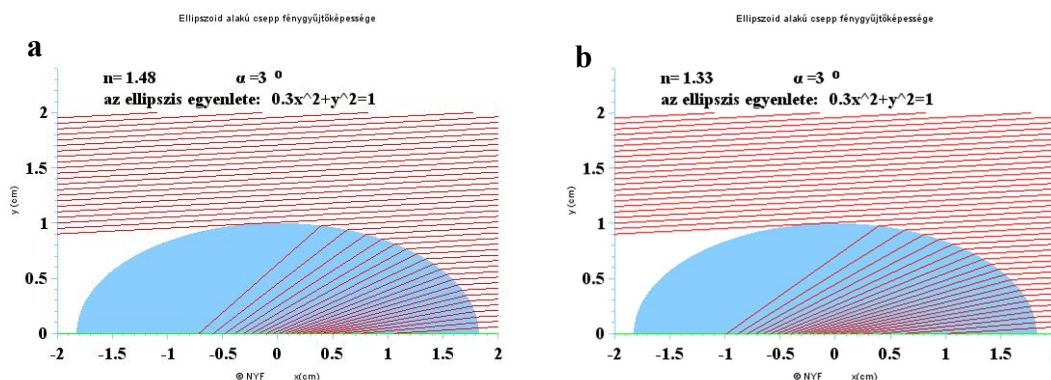 Ellipszoid alakú csepp fénygyűjtőképessége
a
n= 1.48 α =3 °
az ellipszis egyenlete: 0.3x^2+y^2=1
2
1.5
1
0.5
0
y (cm)
-2 -1.5 -1 -0.5 0 0.5 1 1.5 2
© NYF x(cm)
Ellipszoid alakú csepp fénygyűjtőképessége
b
n= 1.33 α =3 °
az ellipszis egyenlete: 0.3x^2+y^2=1
2
1.5
1
0.5
0
y (cm)
-2 -1.5 -1 -0.5 0 0.5 1 1.5 2
© NYF x(cm)